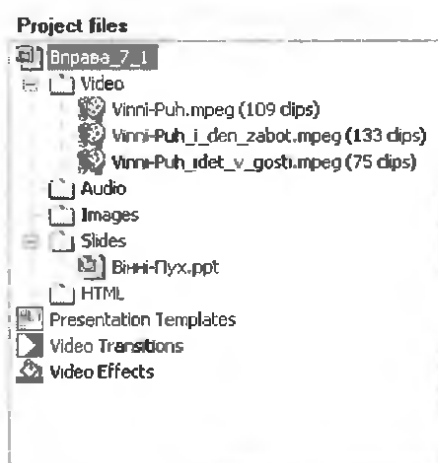 Project files
Вправа_7_1
Video
Vinni-Puh.mpeg (109 clips)
Vinni-Puh_i_den_zabot.mpeg (133 clips)
Vinni-Puh_idet_v_gosti.mpeg (75 clips)
Audio
Images
Slides
Вінні-Пух.ppt
HTML
Presentation Templates
Video Transitions
Video Effects